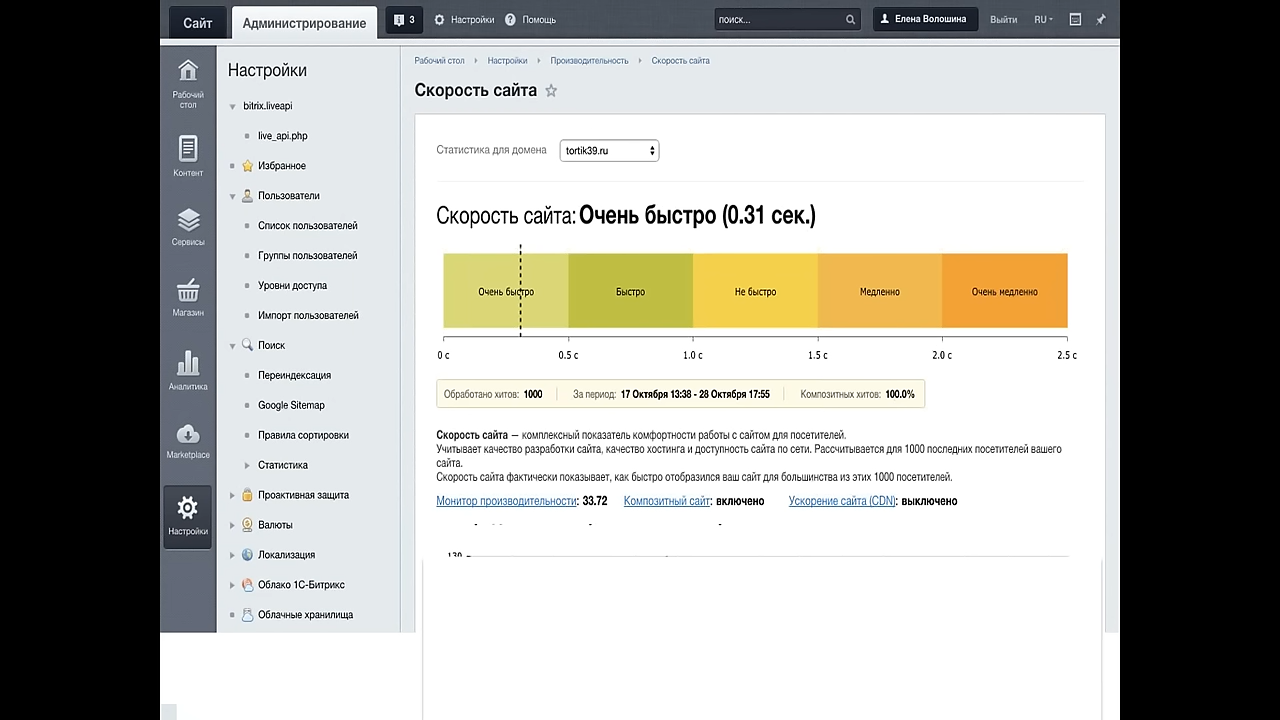 Сайт
Администрирование
3
Настройки
Помощь
поиск...
Елена Волошина
Выйти
RU
Рабочий стол
Контент
Сервисы
Магазин
Аналитика
Marketplace
Настройки
Настройки
bitrix.liveapi
live_api.php
Избранное
Пользователи
Список пользователей
Группы пользователей
Уровни доступа
Импорт пользователей
Поиск
Переиндексация
Google Sitemap
Правила сортировки
Статистика
Проактивная защита
Валюты
Локализация
Облако 1С-Битрикс
Облачные хранилища
Рабочий стол Настройки Производительность Скорость сайта
Скорость сайта
Статистика для домена tortik39.ru
Скорость сайта: Очень быстро (0.31 сек.)
Очень быстро Быстро Не быстро Медленно Очень медленно
0 с 0.5 с 1.0 с 1.5 с 2.0 с 2.5 с
Обработано хитов: 1000 За период: 17 Октября 13:38 - 28 Октября 17:55 Композитных хитов: 100.0%
Скорость сайта — комплексный показатель комфортности работы с сайтом для посетителей.
Учитывает качество разработки сайта, качество хостинга и доступность сайта по сети. Рассчитывается для 1000 последних посетителей вашего
сайта.
Скорость сайта фактически показывает, как быстро отобразился ваш сайт для большинства из этих 1000 посетителей.
Монитор производительности: 33.72 Композитный сайт: включено Ускорение сайта (CDN): выключено